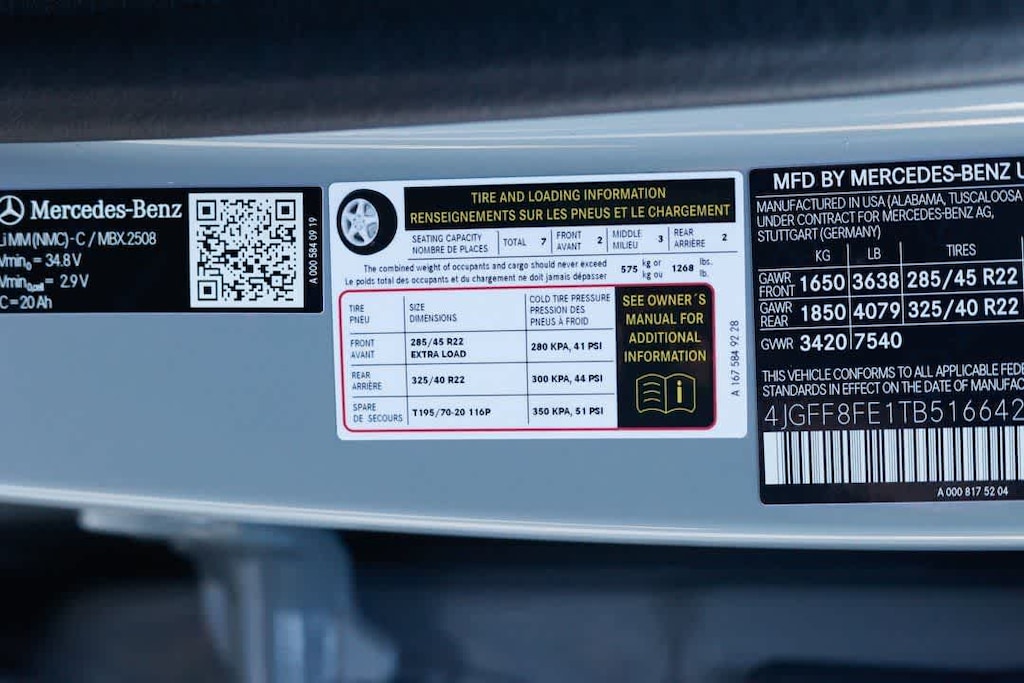 Mercedes-Benz
LiMM (NMC) - C / MBX.2508
= 34.8 V
= 2.9 V
C = 20 Ah
A 000 584 09 19
TIRE AND LOADING INFORMATION
RENSEIGNEMENTS SUR LES PNEUS ET LE CHARGEMENT
SEATING CAPACITY
NOMBRE DE PLACES
TOTAL 7
FRONT
AVANT 2
MIDDLE
MILIEU 3
REAR
ARRIÈRE 2
The combined weight of occupants and cargo should never exceed
Le poids total des occupants et du chargement ne doit jamais dépasser
575 kg or
kg ou
1268 lbs.
lb.
TIRE
PNEU
SIZE
DIMENSIONS
COLD TIRE PRESSURE
PRESSION DES
PNEUS À FROID
FRONT
AVANT
285/45 R22
EXTRA LOAD
280 KPA, 41 PSI
REAR
ARRIÈRE
325/40 R22
300 KPA, 44 PSI
SPARE
DE SECOURS
T195/70-20 116P
350 KPA, 51 PSI
SEE OWNER´S
MANUAL FOR
ADDITIONAL
INFORMATION
i
A 167 584 92 28
MFD BY MERCEDES-BENZ U
MANUFACTURED IN USA (ALABAMA, TUSCALOOSA
UNDER CONTRACT FOR MERCEDES-BENZ AG,
STUTTGART (GERMANY)
KG LB TIRES
GAWR
FRONT 1650 3638 285/45 R22
GAWR
REAR 1850 4079 325/40 R22
GVWR 3420 7540
THIS VEHICLE CONFORMS TO ALL APPLICABLE FEDE
STANDARDS IN EFFECT ON THE DATE OF MANUFAC
4JGFF8FE1TB516642
A 000 817 52 04